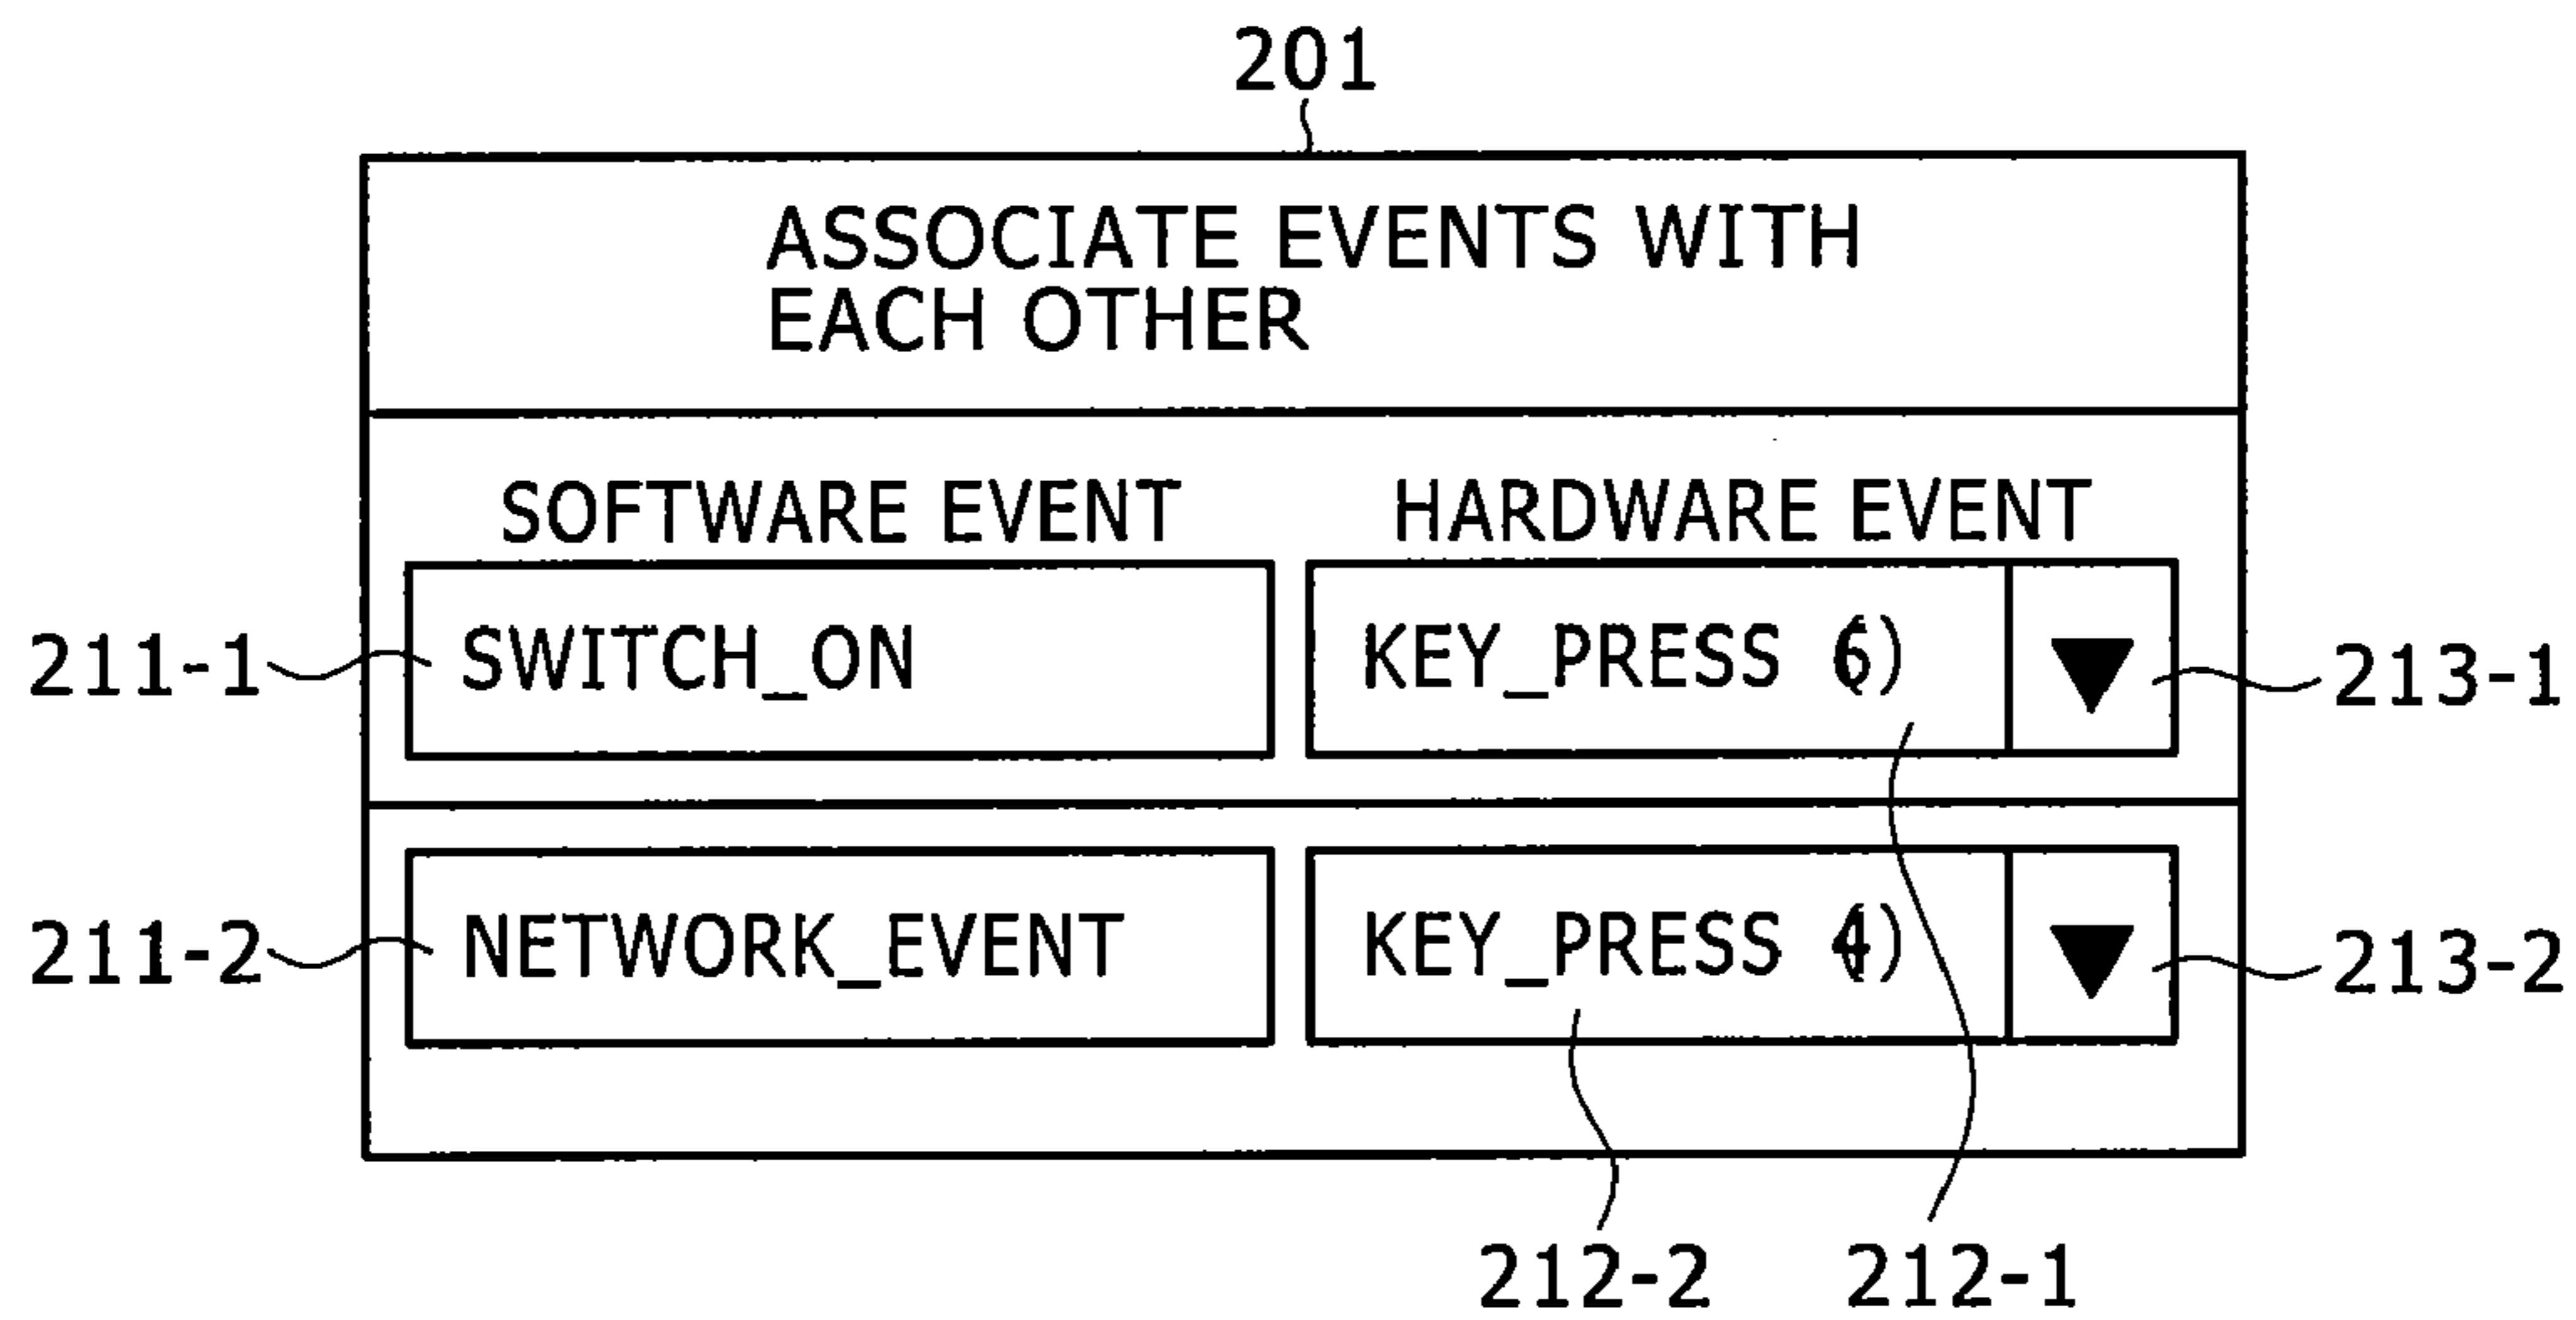 201
ASSOCIATE EVENTS WITH
EACH OTHER
SOFTWARE EVENT HARDWARE EVENT
211-1 SWITCH_ON KEY_PRESS (6) 213-1
211-2 NETWORK_EVENT KEY_PRESS (4) 213-2
212-2 212-1